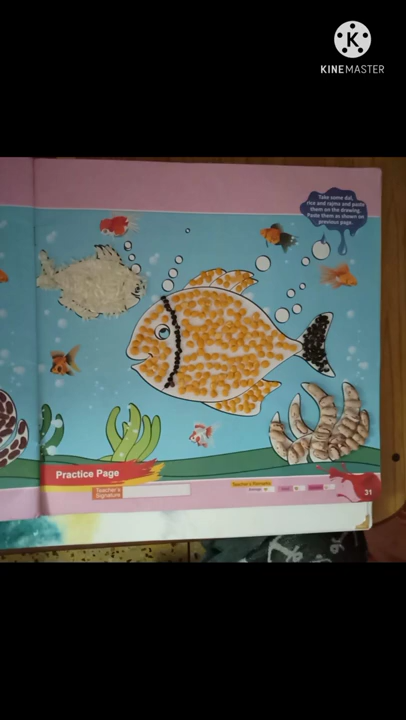 KINEMASTER
Take some dal,
rice and rajma and paste
them on the drawing.
Paste them as shown on
previous page.
Practice Page
Teacher's
Signature
Teacher's Remarks
31